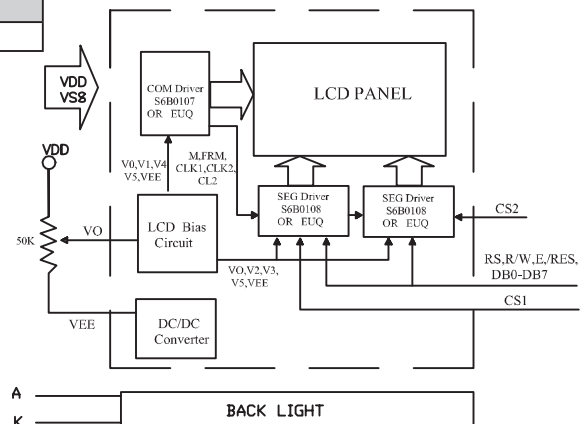 VDD
VS8
COM Driver
S6B0107
OR EUQ
LCD PANEL
VDD
V0,V1,V4
V5,VEE
M,FRM,
CLK1,CLK2,
CL2
50K
VO
LCD Bias
Circuit
SEG Driver
S6B0108
OR EUQ
SEG Driver
S6B0108
OR EUQ
CS2
VO,V2,V3,
V5,VEE
RS,R/W,E,/RES,
DB0-DB7
CS1
VEE
DC/DC
Converter
A
BACK LIGHT
K